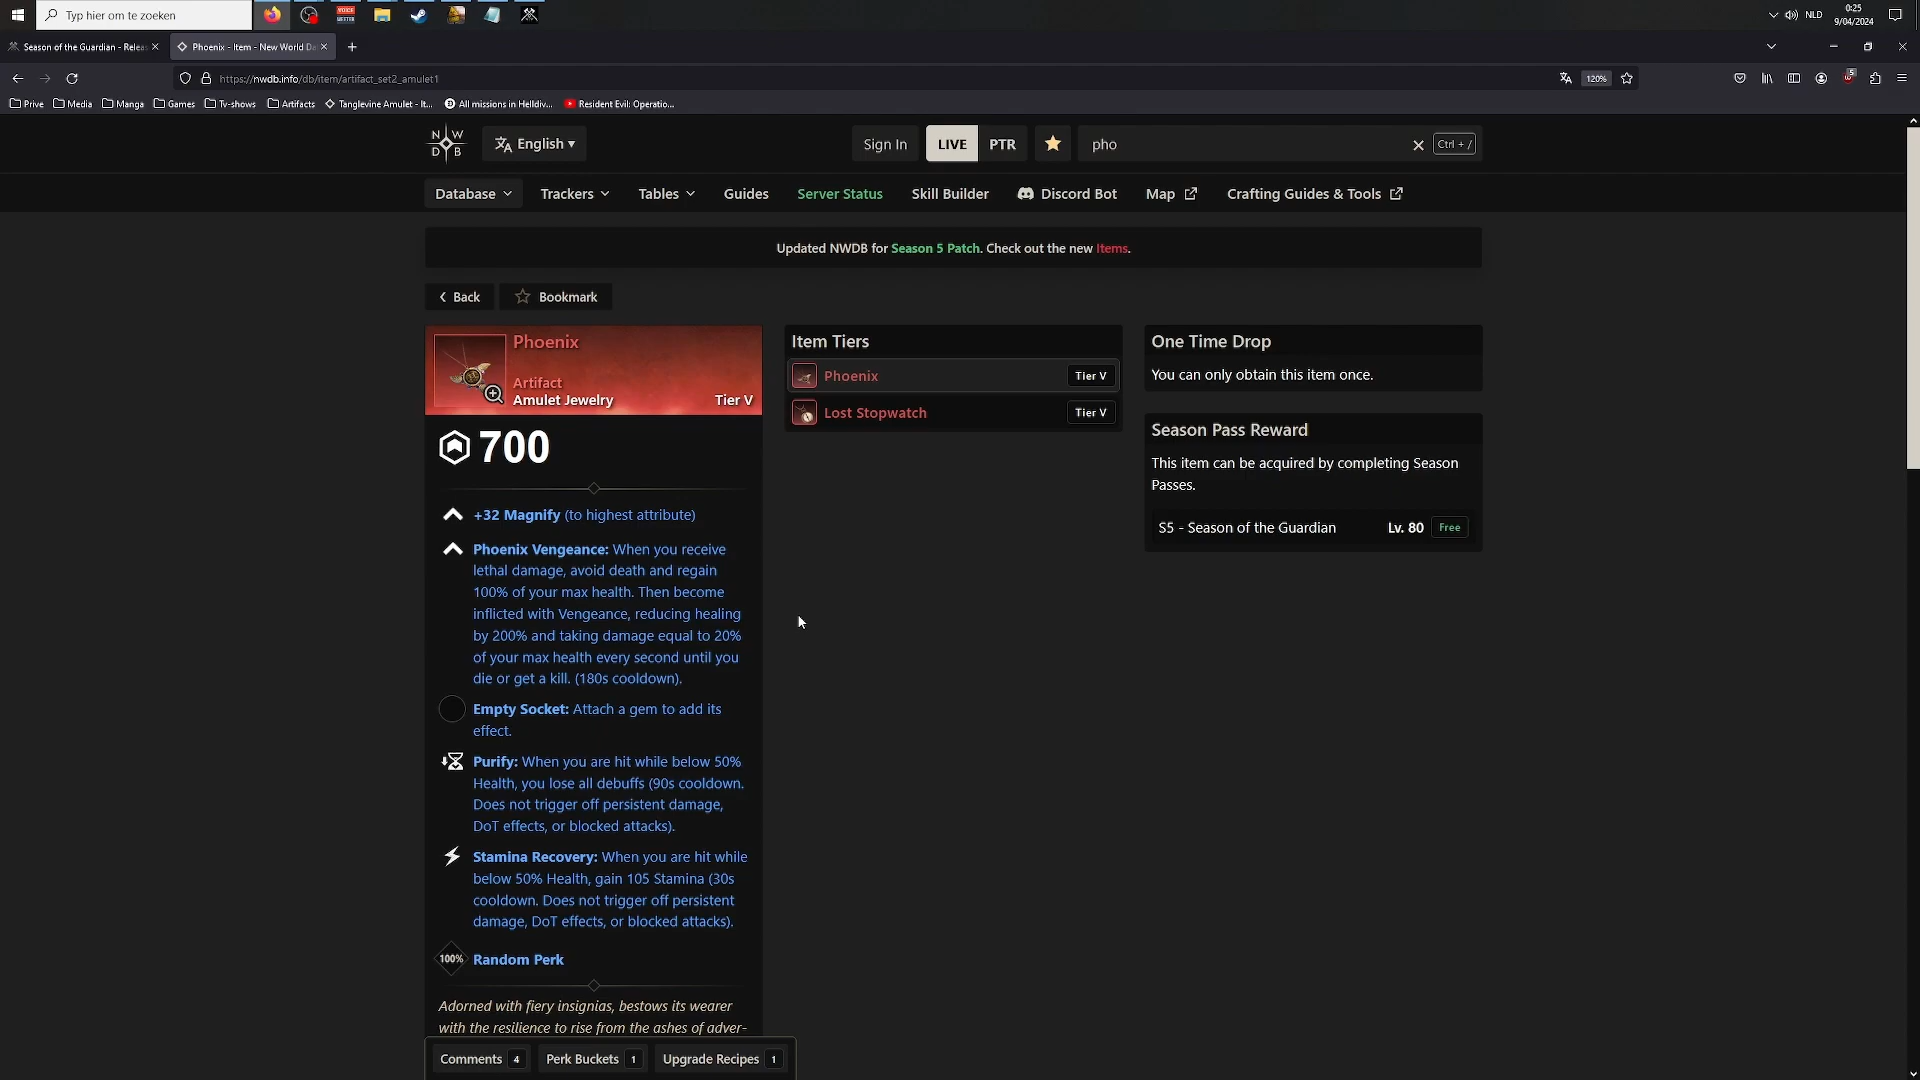 Typ hier om te zoeken
VOICE
MEETER
NLD
0:25
9/04/2024
Season of the Guardian - Relea
Phoenix - Item - New World Da
https://nwdb.info/db/item/artifact_set2_amulet1
120%
5
Prive
Media
Manga
Games
Tv-shows
Artifacts
Tanglevine Amulet - It...
All missions in Helldiv...
Resident Evil: Operatio...
N W
D B
English ▾
Sign In
LIVE
PTR
pho
Ctrl + /
Database
Trackers
Tables
Guides
Server Status
Skill Builder
Discord Bot
Map
Crafting Guides & Tools
Updated NWDB for Season 5 Patch. Check out the new Items.
Back
Bookmark
Phoenix
Artifact
Amulet Jewelry
Tier V
700
+32 Magnify (to highest attribute)
Phoenix Vengeance: When you receive
lethal damage, avoid death and regain
100% of your max health. Then become
inflicted with Vengeance, reducing healing
by 200% and taking damage equal to 20%
of your max health every second until you
die or get a kill. (180s cooldown).
Empty Socket: Attach a gem to add its
effect.
Purify: When you are hit while below 50%
Health, you lose all debuffs (90s cooldown.
Does not trigger off persistent damage,
DoT effects, or blocked attacks).
Stamina Recovery: When you are hit while
below 50% Health, gain 105 Stamina (30s
cooldown. Does not trigger off persistent
damage, DoT effects, or blocked attacks).
100% Random Perk
Adorned with fiery insignias, bestows its wearer
with the resilience to rise from the ashes of adver-
Item Tiers
Phoenix
Tier V
Lost Stopwatch
Tier V
One Time Drop
You can only obtain this item once.
Season Pass Reward
This item can be acquired by completing Season
Passes.
S5 - Season of the Guardian
Lv. 80
Free
Comments 4
Perk Buckets 1
Upgrade Recipes 1